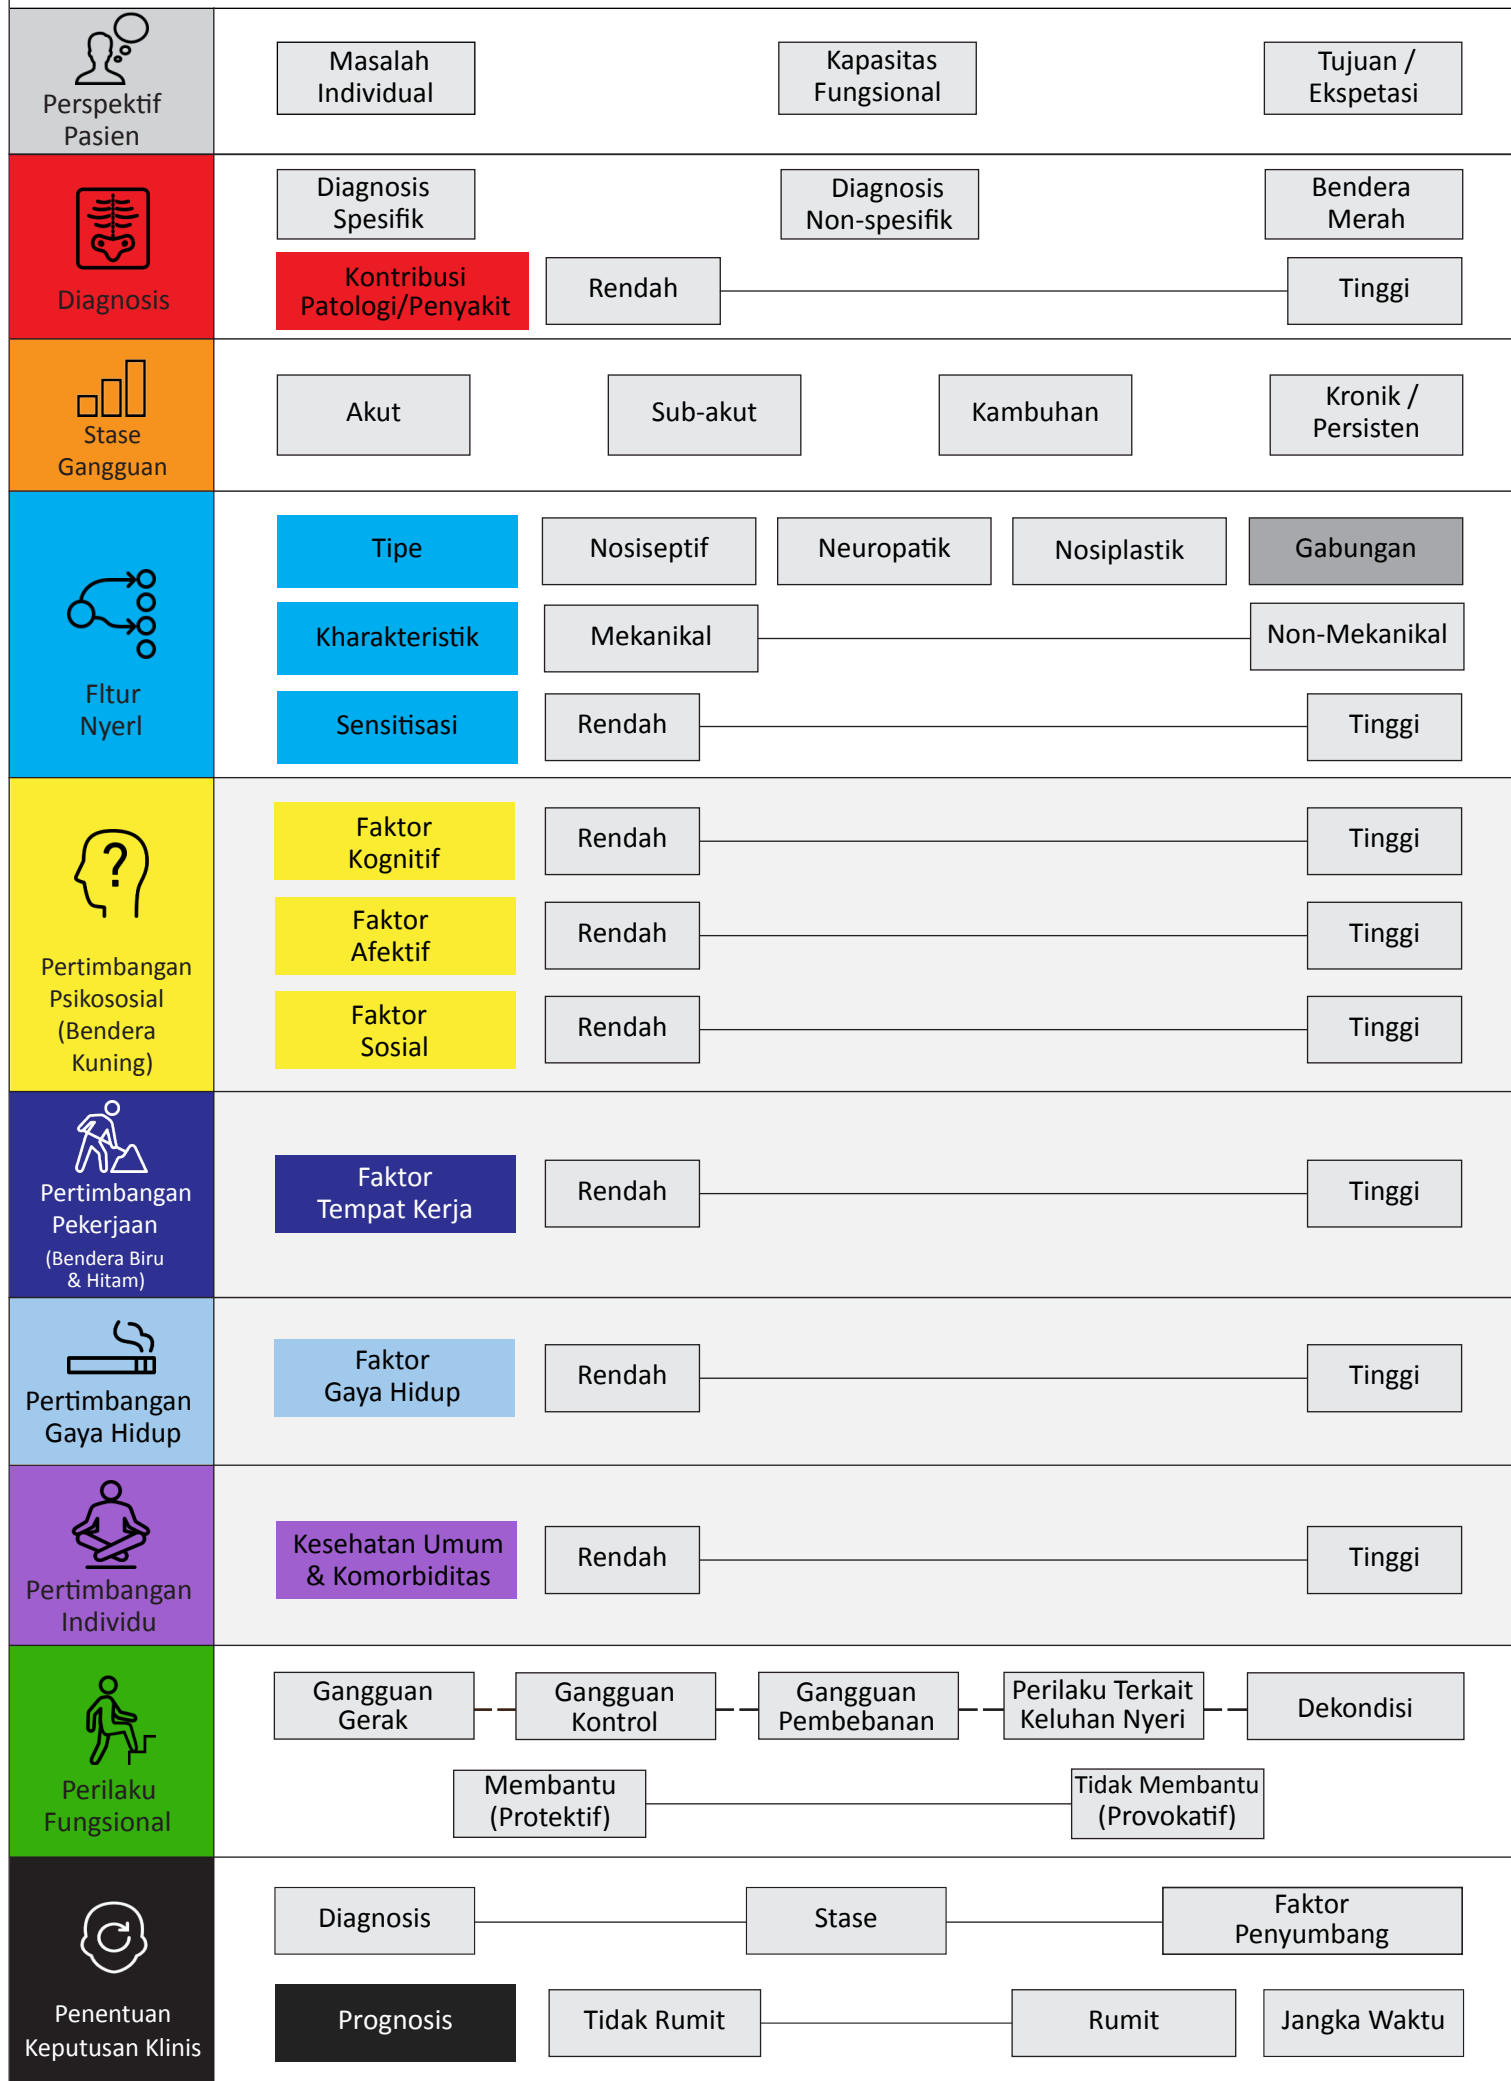 Perspektif
Pasien
Masalah
Individual
Kapasitas
Fungsional
Tujuan /
Ekspetasi
Diagnosis
Diagnosis
Spesifik
Diagnosis
Non-spesifik
Bendera
Merah
Kontribusi
Patologi/Penyakit
Rendah
Tinggi
Stase
Gangguan
Akut
Sub-akut
Kambuhan
Kronik /
Persisten
Fltur
Nyerl
Tipe
Nosiseptif
Neuropatik
Nosiplastik
Gabungan
Kharakteristik
Mekanikal
Non-Mekanikal
Sensitisasi
Rendah
Tinggi
?
Pertimbangan
Psikososial
(Bendera
Kuning)
Faktor
Kognitif
Rendah
Tinggi
Faktor
Afektif
Rendah
Tinggi
Faktor
Sosial
Rendah
Tinggi
Pertimbangan
Pekerjaan
(Bendera Biru
& Hitam)
Faktor
Tempat Kerja
Rendah
Tinggi
Pertimbangan
Gaya Hidup
Faktor
Gaya Hidup
Rendah
Tinggi
Pertimbangan
Individu
Kesehatan Umum
& Komorbiditas
Rendah
Tinggi
Perilaku
Fungsional
Gangguan
Gerak
Gangguan
Kontrol
Gangguan
Pembebanan
Perilaku Terkait
Keluhan Nyeri
Dekondisi
Membantu
(Protektif)
Tidak Membantu
(Provokatif)
Penentuan
Keputusan Klinis
Diagnosis
Stase
Faktor
Penyumbang
Prognosis
Tidak Rumit
Rumit
Jangka Waktu